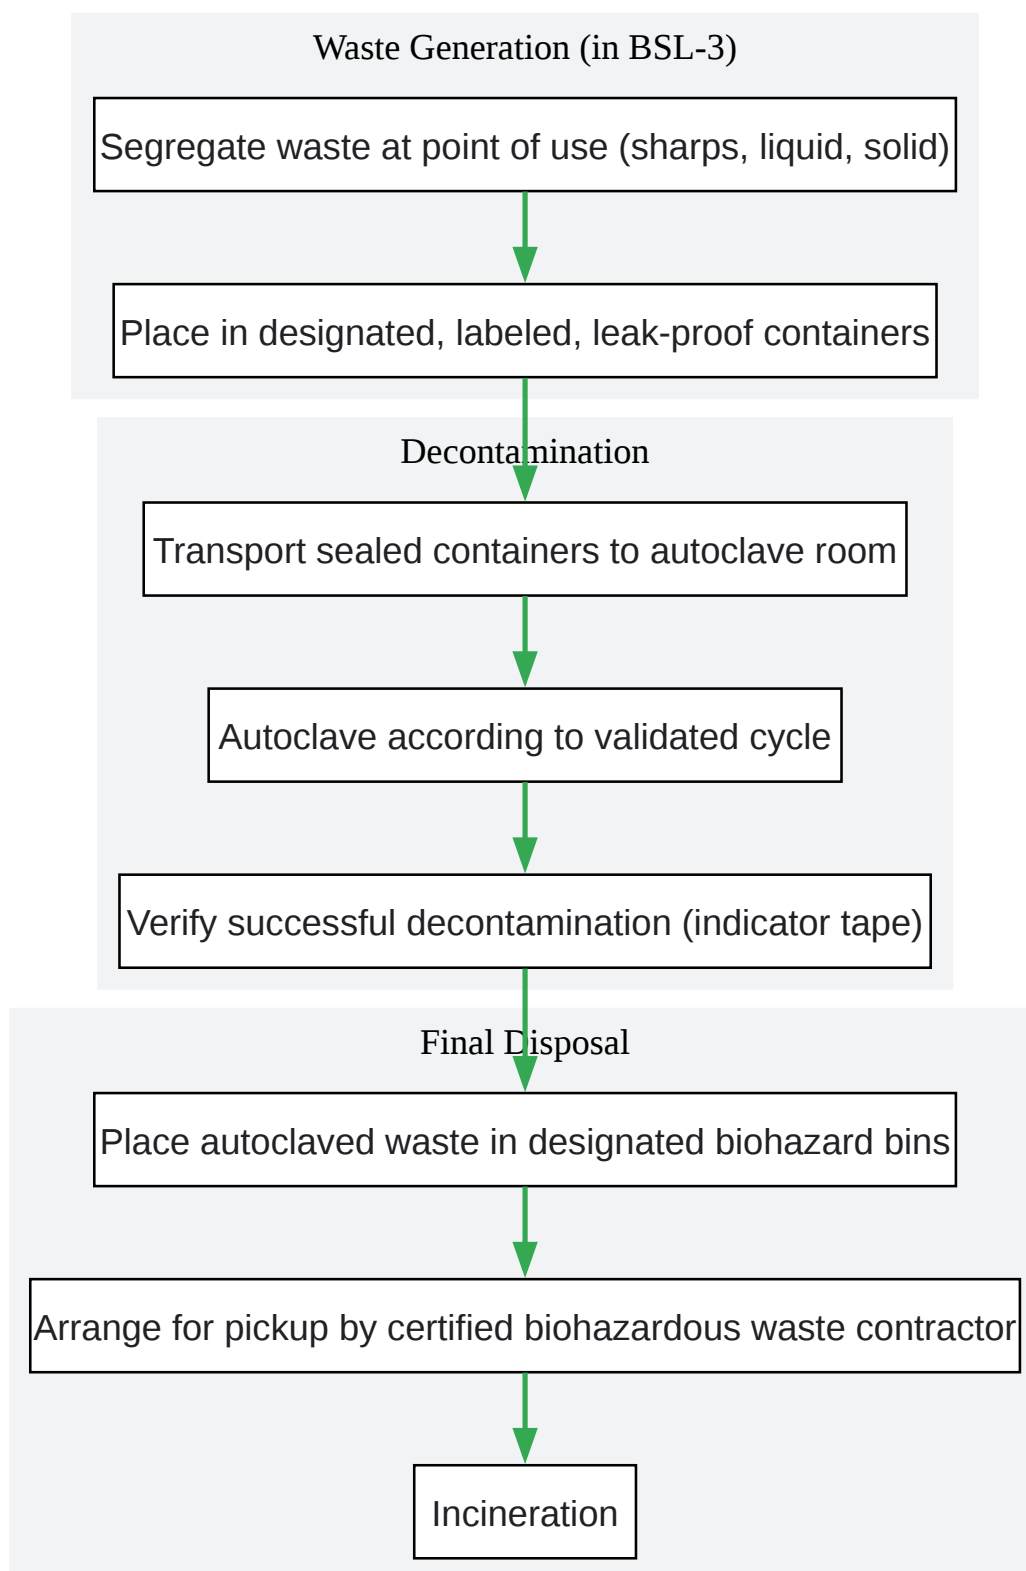 Waste Generation (in BSL-3)
Segregate waste at point of use (sharps, liquid, solid)
Place in designated, labeled, leak-proof containers
Decontamination
Transport sealed containers to autoclave room
Autoclave according to validated cycle
Verify successful decontamination (indicator tape)
Final Disposal
Place autoclaved waste in designated biohazard bins
Arrange for pickup by certified biohazardous waste contractor
Incineration